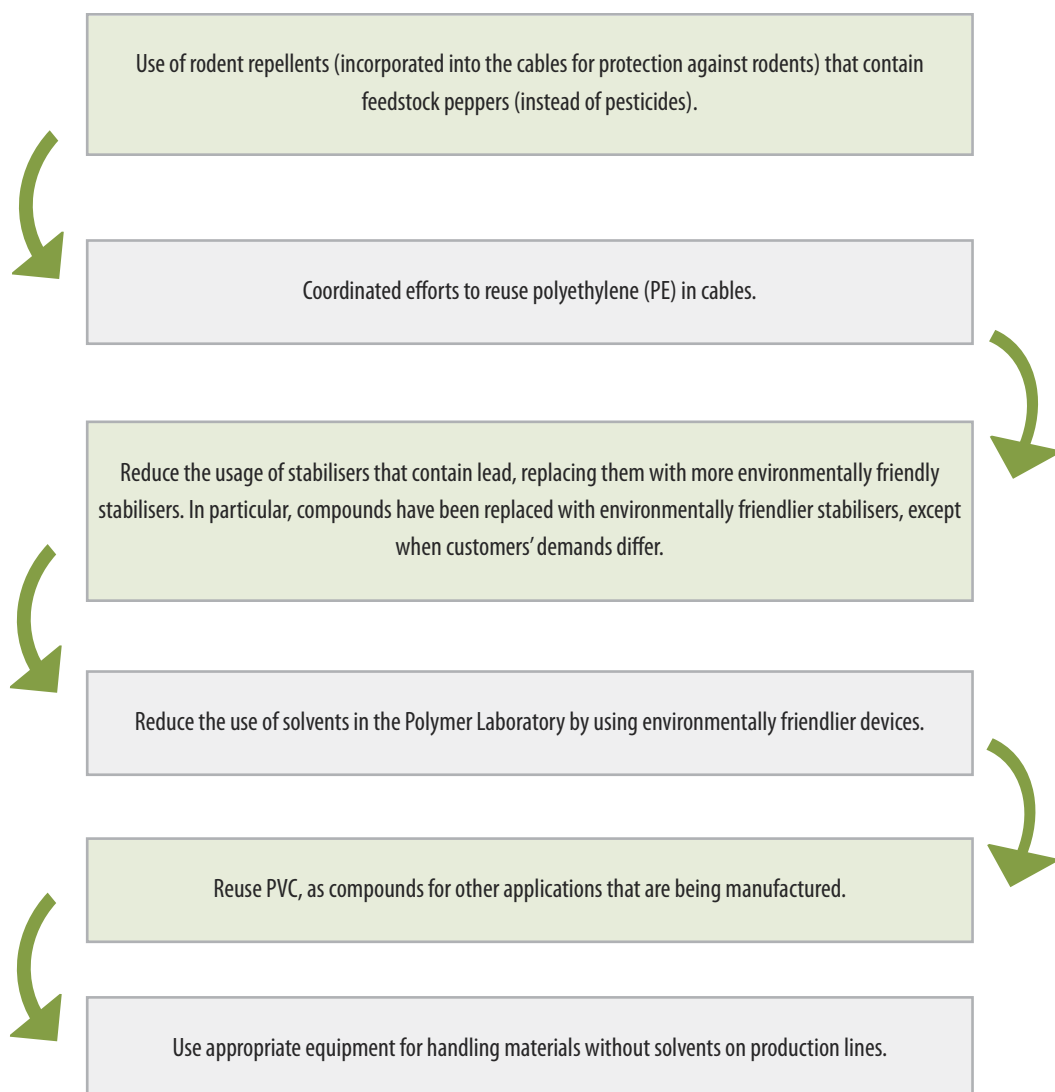 Use of rodent repellents (incorporated into the cables for protection against rodents) that contain
feedstock peppers (instead of pesticides).
Coordinated efforts to reuse polyethylene (PE) in cables.
Reduce the usage of stabilisers that contain lead, replacing them with more environmentally friendly
stabilisers. In particular, compounds have been replaced with environmentally friendlier stabilisers, except
when customers’ demands differ.
Reduce the use of solvents in the Polymer Laboratory by using environmentally friendlier devices.
Reuse PVC, as compounds for other applications that are being manufactured.
Use appropriate equipment for handling materials without solvents on production lines.